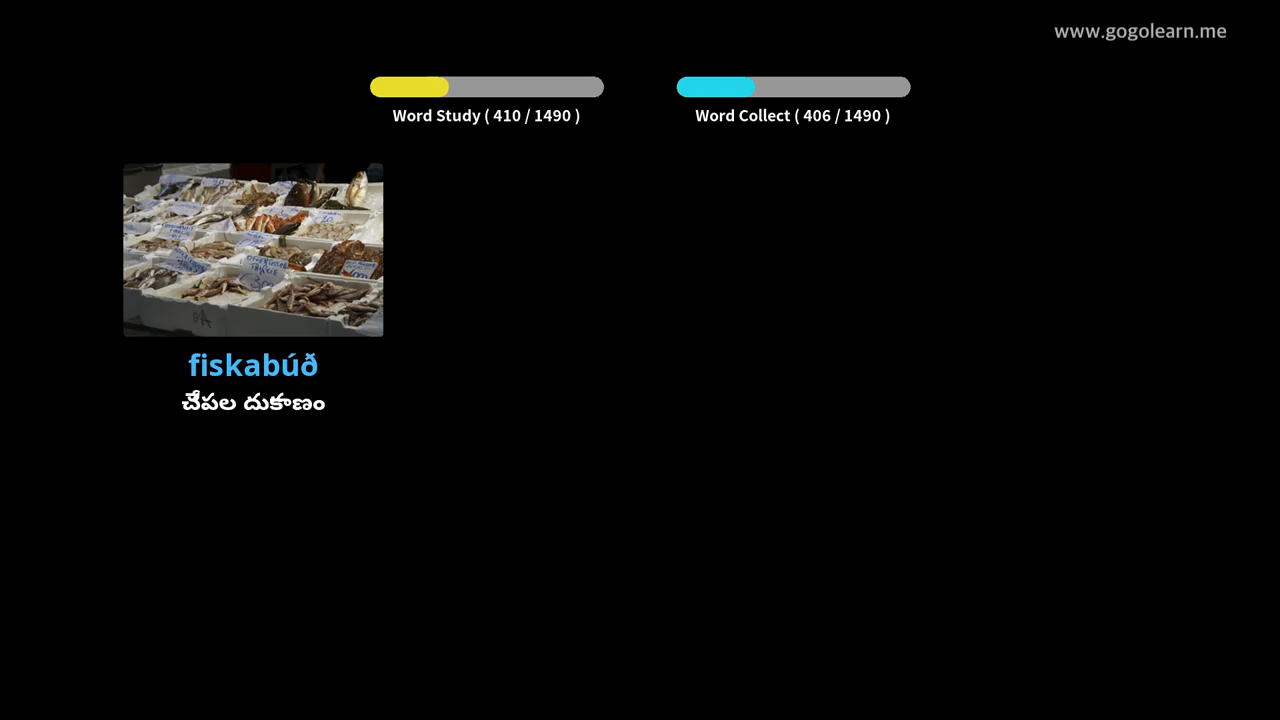 www.gogolearn.me
Word Study ( 410 / 1490 )
Word Collect ( 406 / 1490 )
fiskabúð
చేపల దుకాణం